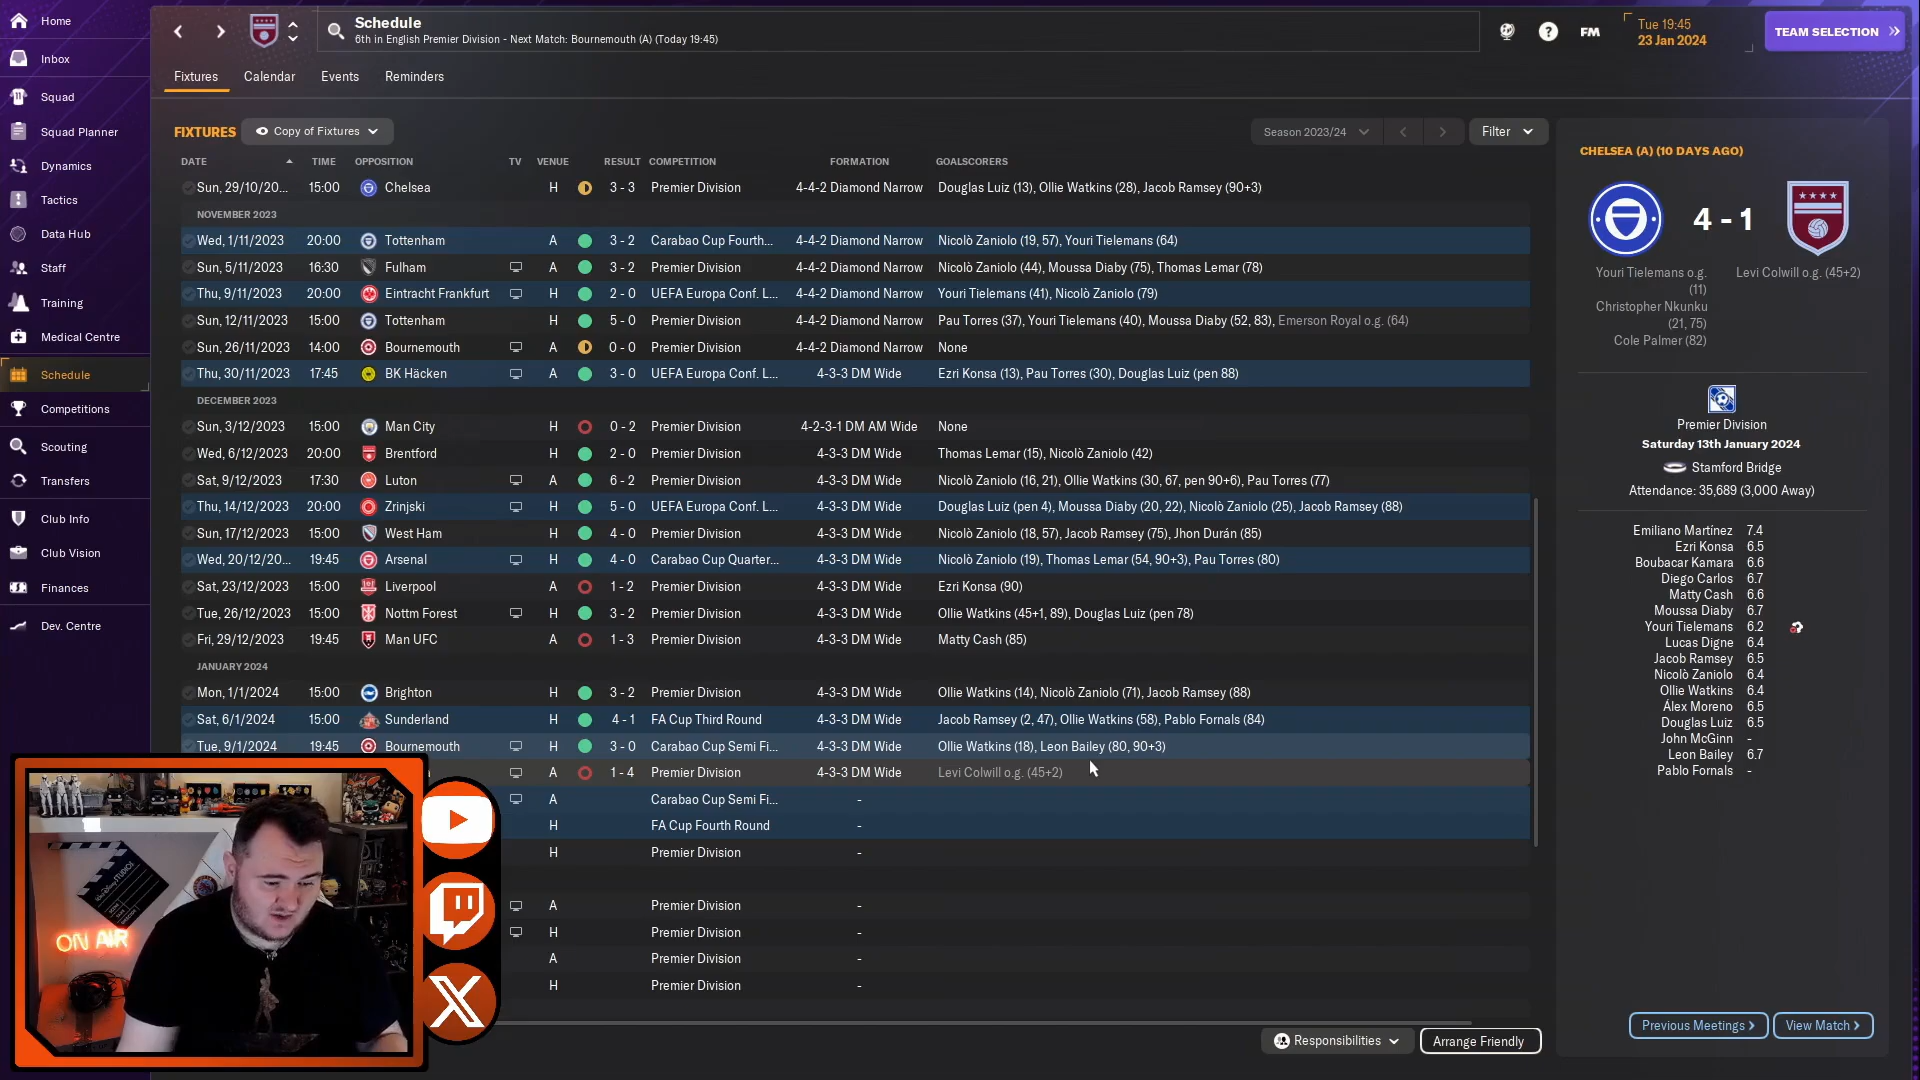 Home
Inbox
Squad
Squad Planner
Dynamics
Tactics
Data Hub
Staff
Training
Medical Centre
Schedule
Competitions
Scouting
Transfers
Club Info
Club Vision
Finances
Dev. Centre
Schedule
6th in English Premier Division - Next Match: Bournemouth (A) (Today 19:45)
FM
Tue 19:45
23 Jan 2024
TEAM SELECTION
Fixtures Calendar Events Reminders
FIXTURES Copy of Fixtures
Season 2023/24
Filter
DATE TIME OPPOSITION TV VENUE RESULT COMPETITION FORMATION GOALSCORERS
Sun, 29/10/20... 15:00 Chelsea H 3 - 3 Premier Division 4-4-2 Diamond Narrow Douglas Luiz (13), Ollie Watkins (28), Jacob Ramsey (90+3)
NOVEMBER 2023
Wed, 1/11/2023 20:00 Tottenham A 3 - 2 Carabao Cup Fourth... 4-4-2 Diamond Narrow Nicolò Zaniolo (19, 57), Youri Tielemans (64)
Sun, 5/11/2023 16:30 Fulham A 3 - 2 Premier Division 4-4-2 Diamond Narrow Nicolò Zaniolo (44), Moussa Diaby (75), Thomas Lemar (78)
Thu, 9/11/2023 20:00 Eintracht Frankfurt H 2 - 0 UEFA Europa Conf. L... 4-4-2 Diamond Narrow Youri Tielemans (41), Nicolò Zaniolo (79)
Sun, 12/11/2023 15:00 Tottenham H 5 - 0 Premier Division 4-4-2 Diamond Narrow Pau Torres (37), Youri Tielemans (40), Moussa Diaby (52, 83), Emerson Royal o.g. (64)
Sun, 26/11/2023 14:00 Bournemouth A 0 - 0 Premier Division 4-4-2 Diamond Narrow None
Thu, 30/11/2023 17:45 BK Häcken A 3 - 0 UEFA Europa Conf. L... 4-3-3 DM Wide Ezri Konsa (13), Pau Torres (30), Douglas Luiz (pen 88)
DECEMBER 2023
Sun, 3/12/2023 15:00 Man City H 0 - 2 Premier Division 4-2-3-1 DM AM Wide None
Wed, 6/12/2023 20:00 Brentford H 2 - 0 Premier Division 4-3-3 DM Wide Thomas Lemar (15), Nicolò Zaniolo (42)
Sat, 9/12/2023 17:30 Luton A 6 - 2 Premier Division 4-3-3 DM Wide Nicolò Zaniolo (16, 21), Ollie Watkins (30, 67, pen 90+6), Pau Torres (77)
Thu, 14/12/2023 20:00 Zrinjski H 5 - 0 UEFA Europa Conf. L... 4-3-3 DM Wide Douglas Luiz (pen 4), Moussa Diaby (20, 22), Nicolò Zaniolo (25), Jacob Ramsey (88)
Sun, 17/12/2023 15:00 West Ham H 4 - 0 Premier Division 4-3-3 DM Wide Nicolò Zaniolo (18, 57), Jacob Ramsey (75), Jhon Durán (85)
Wed, 20/12/20... 19:45 Arsenal H 4 - 0 Carabao Cup Quarter... 4-3-3 DM Wide Nicolò Zaniolo (19), Thomas Lemar (54, 90+3), Pau Torres (80)
Sat, 23/12/2023 15:00 Liverpool A 1 - 2 Premier Division 4-3-3 DM Wide Ezri Konsa (90)
Tue, 26/12/2023 15:00 Nottm Forest H 3 - 2 Premier Division 4-3-3 DM Wide Ollie Watkins (45+1, 89), Douglas Luiz (pen 78)
Fri, 29/12/2023 19:45 Man UFC A 1 - 3 Premier Division 4-3-3 DM Wide Matty Cash (85)
JANUARY 2024
Mon, 1/1/2024 15:00 Brighton H 3 - 2 Premier Division 4-3-3 DM Wide Ollie Watkins (14), Nicolò Zaniolo (71), Jacob Ramsey (88)
Sat, 6/1/2024 15:00 Sunderland H 4 - 1 FA Cup Third Round 4-3-3 DM Wide Jacob Ramsey (2, 47), Ollie Watkins (58), Pablo Fornals (84)
Tue, 9/1/2024 19:45 Bournemouth H 3 - 0 Carabao Cup Semi Fi... 4-3-3 DM Wide Ollie Watkins (18), Leon Bailey (80, 90+3)
A 1 - 4 Premier Division 4-3-3 DM Wide Levi Colwill o.g. (45+2)
A Carabao Cup Semi Fi... -
H FA Cup Fourth Round -
H Premier Division -
A Premier Division -
H Premier Division -
A Premier Division -
H Premier Division -
Responsibilities
Arrange Friendly
CHELSEA (A) (10 DAYS AGO)
4 - 1
Youri Tielemans o.g. (11)
Christopher Nkunku (21, 75)
Cole Palmer (82)
Levi Colwill o.g. (45+2)
Premier Division
Saturday 13th January 2024
Stamford Bridge
Attendance: 35,689 (3,000 Away)
Emiliano Martínez 7.4
Ezri Konsa 6.5
Boubacar Kamara 6.6
Diego Carlos 6.7
Matty Cash 6.6
Moussa Diaby 6.7
Youri Tielemans 6.2
Lucas Digne 6.4
Jacob Ramsey 6.5
Nicolò Zaniolo 6.4
Ollie Watkins 6.4
Álex Moreno 6.5
Douglas Luiz 6.5
John McGinn -
Leon Bailey 6.7
Pablo Fornals -
Previous Meetings
View Match
ON AIR